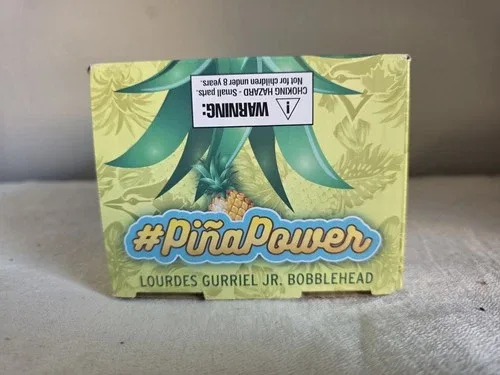 WARNING:
CHOKING HAZARD - Small parts.
Not for children under 8 years.
#PiñaPower
LOURDES GURRIEL JR. BOBBLEHEAD